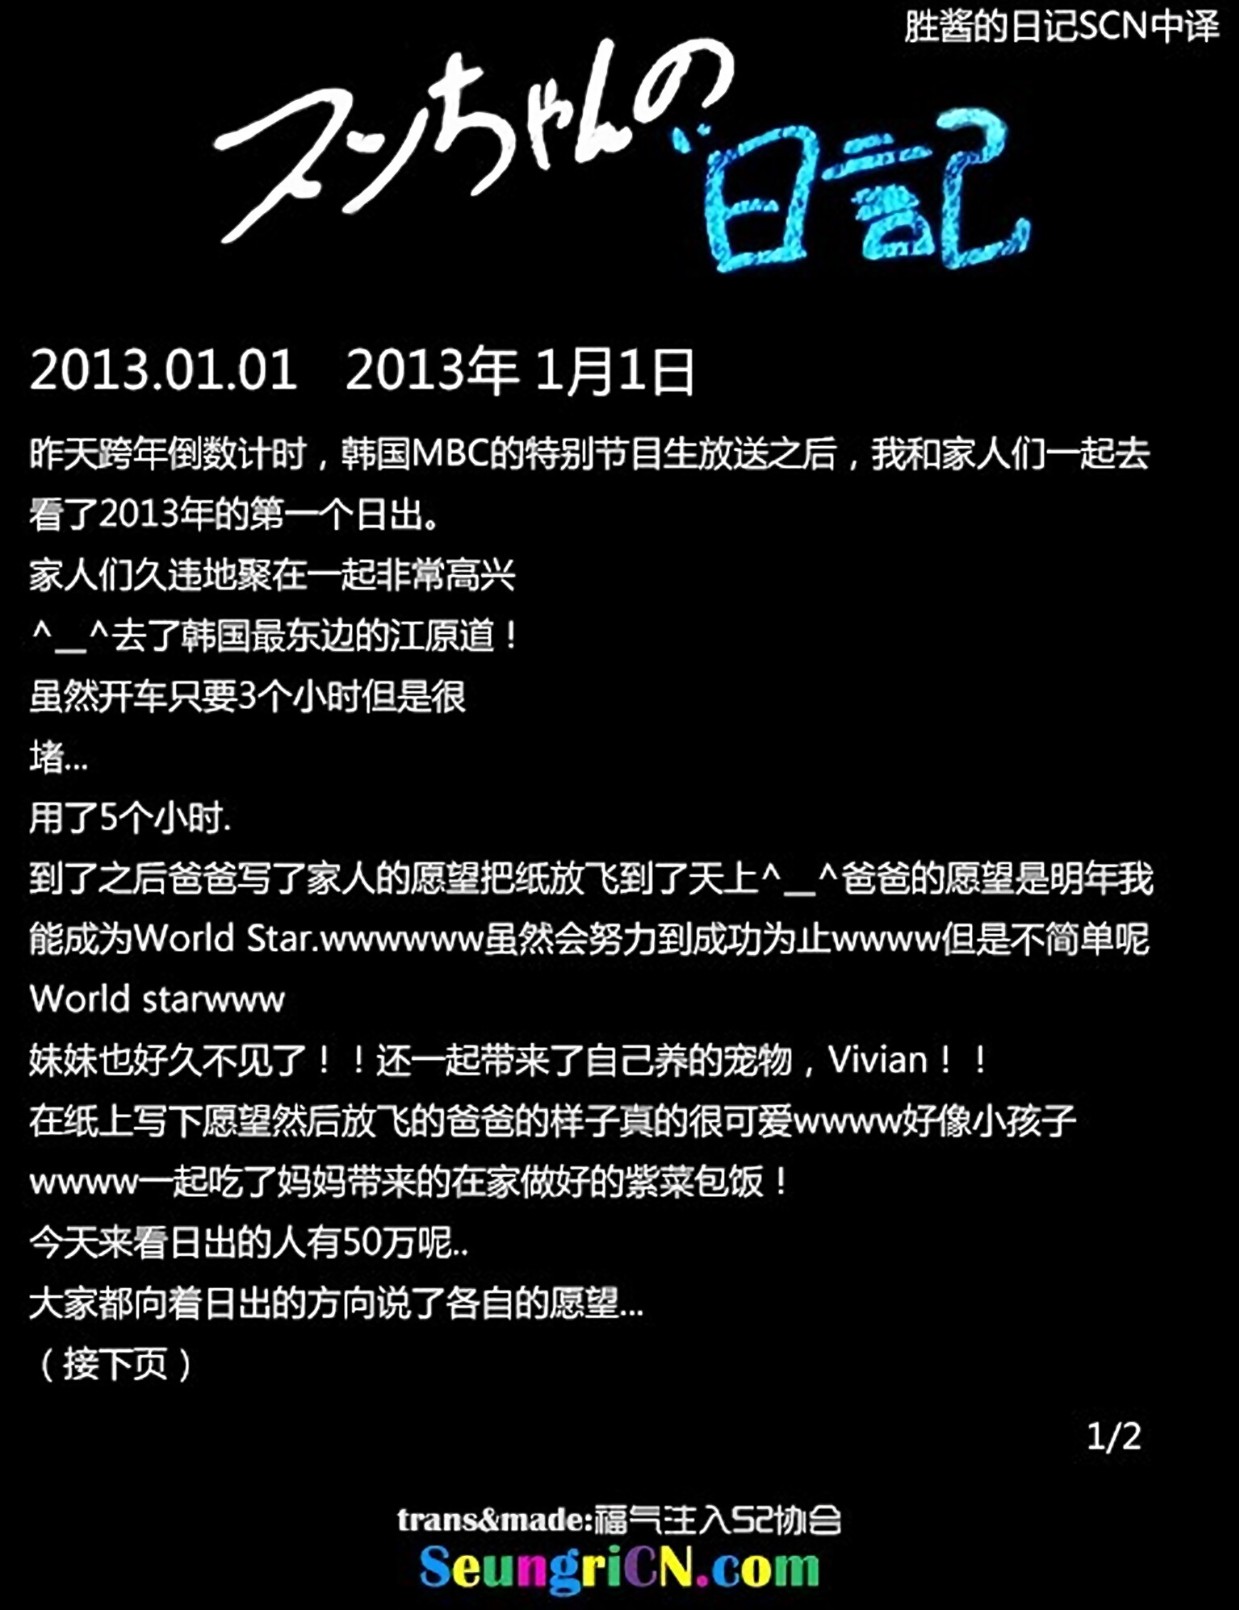 胜酱的日记SCN中译
スンちゃんの
日記
2013.01.01 2013年 1月1日
昨天跨年倒数计时，韩国MBC的特别节目生放送之后，我和家人们一起去
看了2013年的第一个日出。
家人们久违地聚在一起非常高兴
^__^去了韩国最东边的江原道！
虽然开车只要3个小时但是很
堵...
用了5个小时.
到了之后爸爸写了家人的愿望把纸放飞到了天上^__^爸爸的愿望是明年我
能成为World Star.wwwwww虽然会努力到成功为止wwww但是不简单呢
World starwww
妹妹也好久不见了！！还一起带来了自己养的宠物，Vivian！！
在纸上写下愿望然后放飞的爸爸的样子真的很可爱wwww好像小孩子
wwww一起吃了妈妈带来的在家做好的紫菜包饭！
今天来看日出的人有50万呢..
大家都向着日出的方向说了各自的愿望...
（接下页）
1/2
trans&made:福气注入S2协会
SeungriCN.com